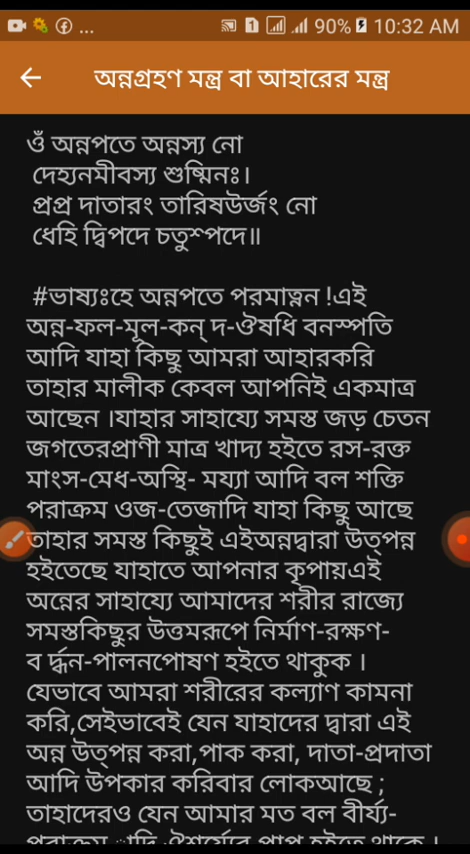 90% 10:32 AM
অন্নগ্রহণ মন্ত্র বা আহারের মন্ত্র
ওঁ অন্নপতে অন্নস্য নো
দেহ্যনমীবস্য শুষ্মিনঃ।
প্রপ্র দাতারং তারিষউর্জং নো
ধেহি দ্বিপদে চতুস্পদে॥
#ভাষ্যঃহে অন্নপতে পরমাত্নন !এই
অন্ন-ফল-মূল-কন্ দ-ঔষধি বনস্পতি
আদি যাহা কিছু আমরা আহারকরি
তাহার মালীক কেবল আপনিই একমাত্র
আছেন ।যাহার সাহায্যে সমস্ত জড় চেতন
জগতেরপ্রাণী মাত্র খাদ্য হইতে রস-রক্ত
মাংস-মেধ-অস্থি- ময্যা আদি বল শক্তি
পরাক্রম ওজ-তেজাদি যাহা কিছু আছে
তাহার সমস্ত কিছুই এইঅন্নদ্বারা উত্পন্ন
হইতেছে যাহাতে আপনার কৃপায়এই
অন্নের সাহায্যে আমাদের শরীর রাজ্যে
সমস্তকিছুর উত্তমরূপে নির্মাণ-রক্ষণ-
ব র্দ্ধন-পালনপোষণ হইতে থাকুক ।
যেভাবে আমরা শরীরের কল্যাণ কামনা
করি,সেইভাবেই যেন যাহাদের দ্বারা এই
অন্ন উত্পন্ন করা,পাক করা, দাতা-প্রদাতা
আদি উপকার করিবার লোকআছে ;
তাহাদেরও যেন আমার মত বল বীর্য্য-